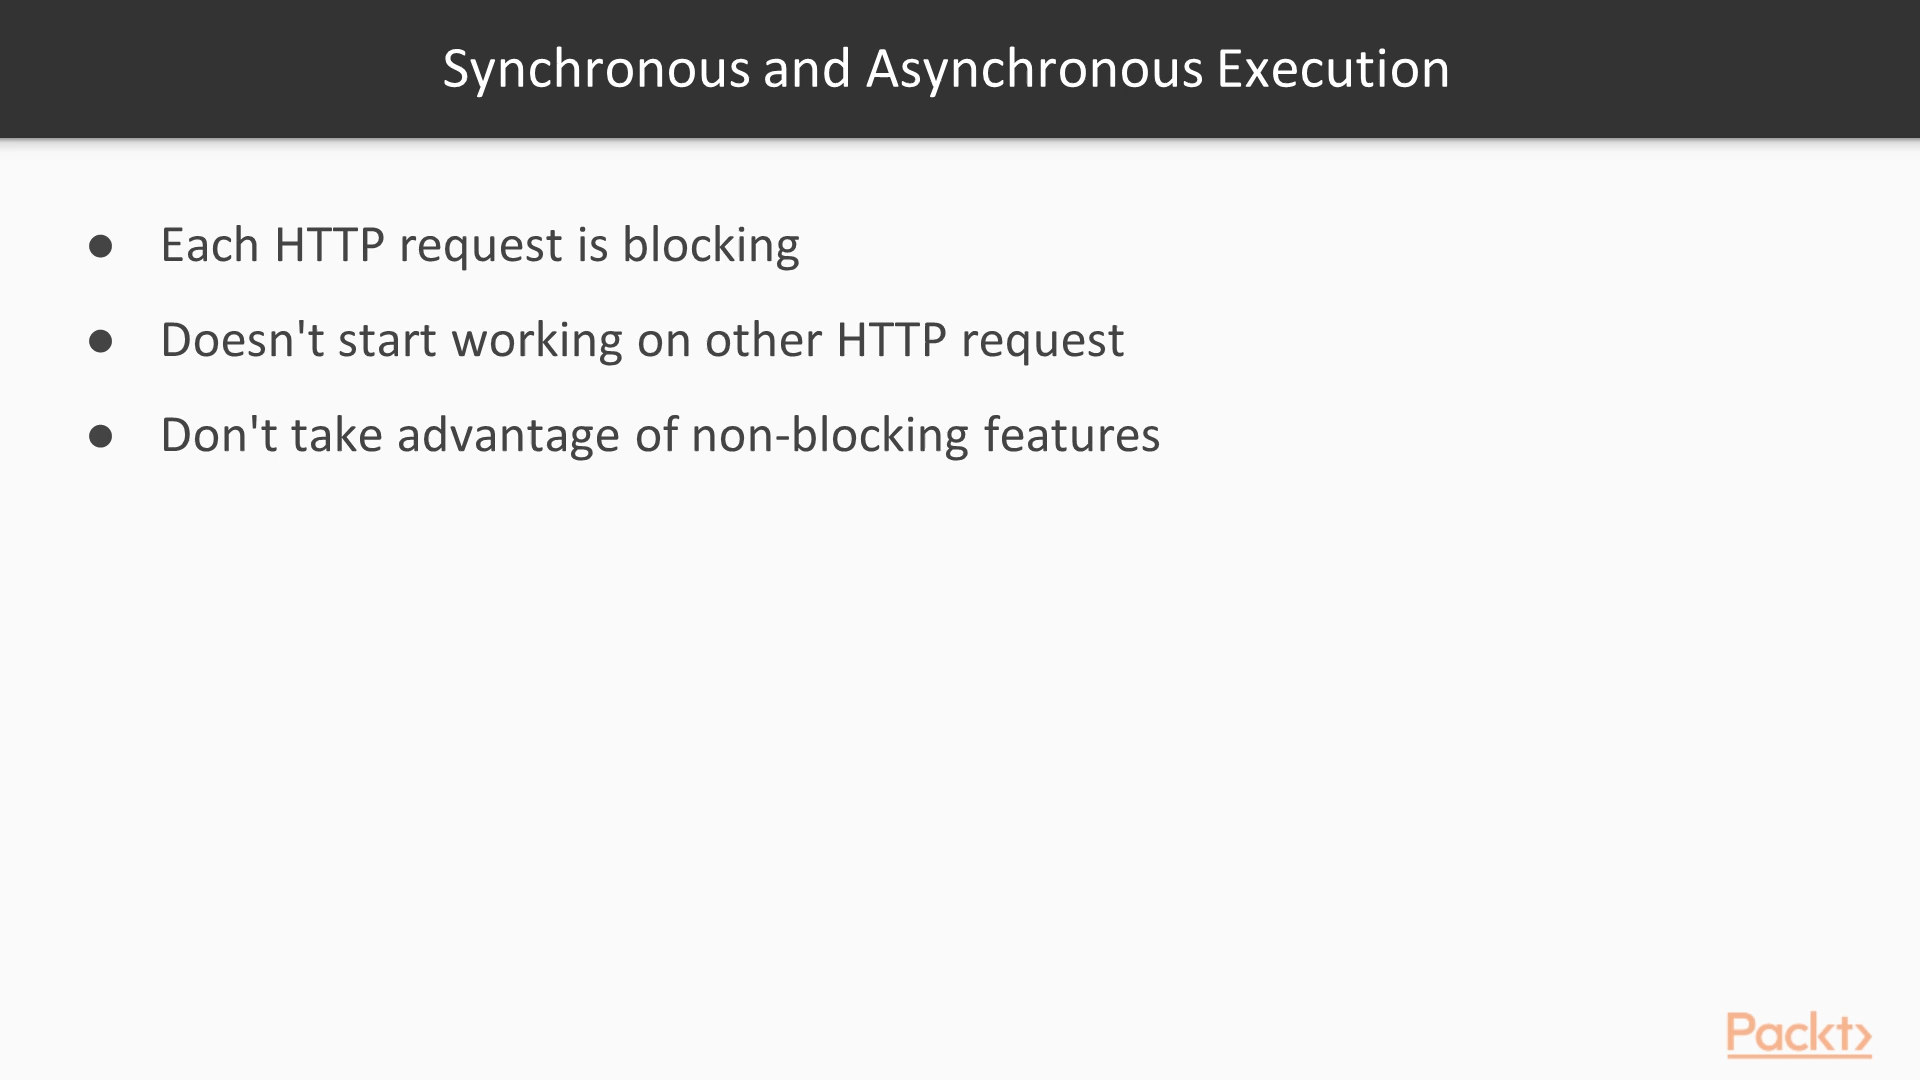 Synchronous and Asynchronous Execution
● Each HTTP request is blocking
● Doesn't start working on other HTTP request
● Don't take advantage of non-blocking features
Packt>